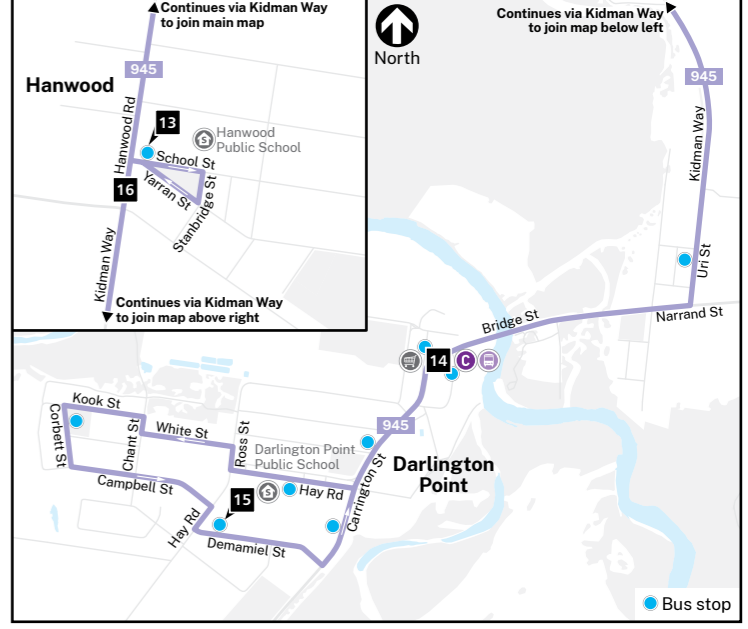 Continues via Kidman Way
to join main map
945
Hanwood
Hanwood Rd
13
S
Hanwood
Public School
School St
Yarran St
Stanbridge St
16
Kidman Way
Continues via Kidman Way
to join map above right
North
Continues via Kidman Way
to join map below left
945
Kidman Way
Uri St
Narrand St
Bridge St
14
C
945
Kook St
Corbett St
Chant St
White St
Ross St
Campbell St
Darlington Point
Public School
S
Hay Rd
15
Hay Rd
Demamiel St
Carrington St
Darlington
Point
Bus stop